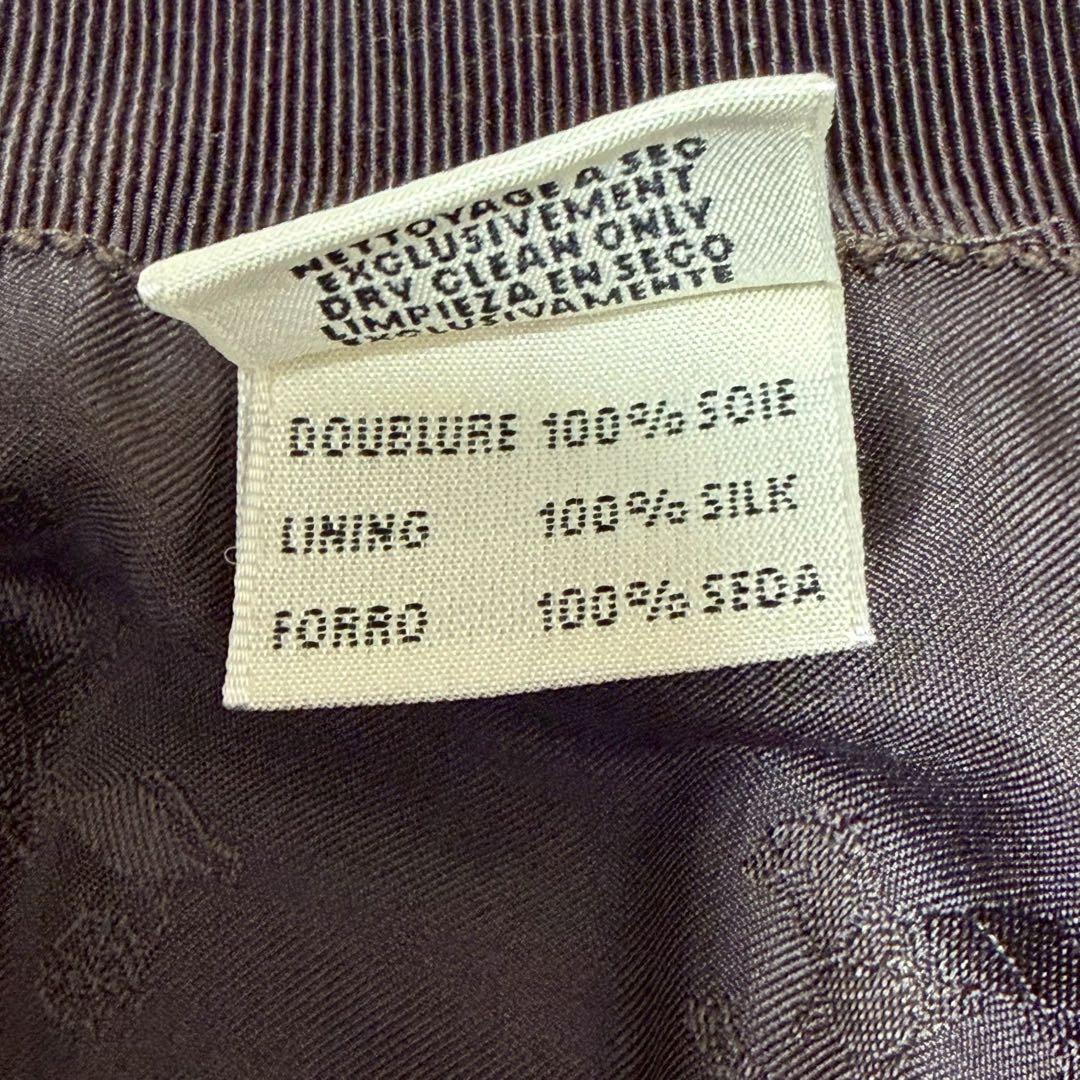 NETTOYAGE A SEC
EXCLUSIVEMENT
DRY CLEAN ONLY
LIMPIEZA EN SECO
EXCLUSIVAMENTE
DOUBLURE 100% SOIE
LINING 100% SILK
FORRO 100% SEDA